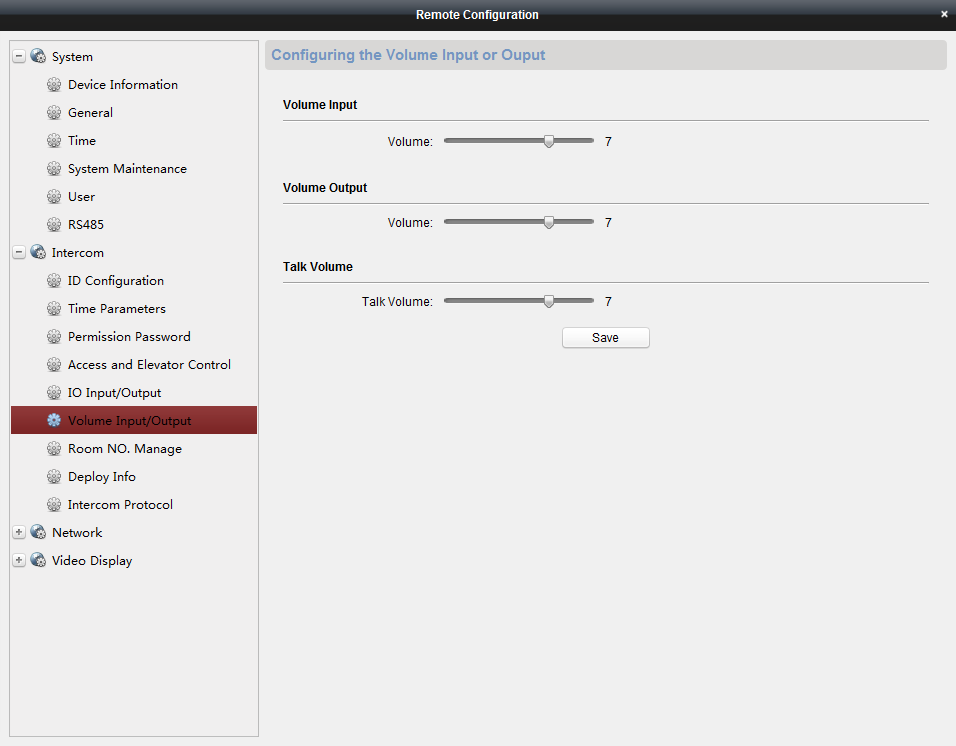 Remote Configuration
×
System
Device Information
General
Time
System Maintenance
User
RS485
Intercom
ID Configuration
Time Parameters
Permission Password
Access and Elevator Control
IO Input/Output
Volume Input/Output
Room NO. Manage
Deploy Info
Intercom Protocol
Network
Video Display
Configuring the Volume Input or Ouput
Volume Input
Volume: 7
Volume Output
Volume: 7
Talk Volume
Talk Volume: 7
Save